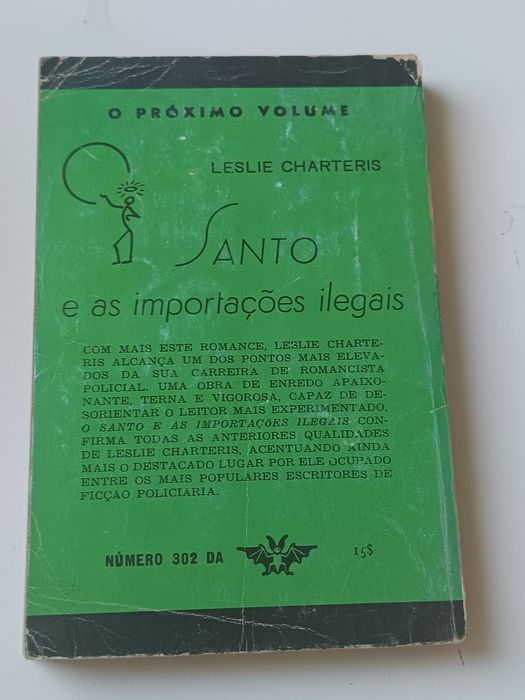 O PRÓXIMO VOLUME
LESLIE CHARTERIS
SANTO
e as importações ilegais
COM MAIS ESTE ROMANCE, LESLIE CHARTE-
RIS ALCANÇA UM DOS PONTOS MAIS ELEVA-
DOS DA SUA CARREIRA DE ROMANCISTA
POLICIAL. UMA OBRA DE ENREDO APAIXO-
NANTE, TERNA E VIGOROSA, CAPAZ DE DE-
SORIENTAR O LEITOR MAIS EXPERIMENTADO,
O SANTO E AS IMPORTAÇÕES ILEGAIS CON-
FIRMA TODAS AS ANTERIORES QUALIDADES
DE LESLIE CHARTERIS, ACENTUANDO AINDA
MAIS O DESTACADO LUGAR POR ELE OCUPADO
ENTRE OS MAIS POPULARES ESCRITORES DE
FICÇÃO POLICIÁRIA.
NÚMERO 302 DA
15$